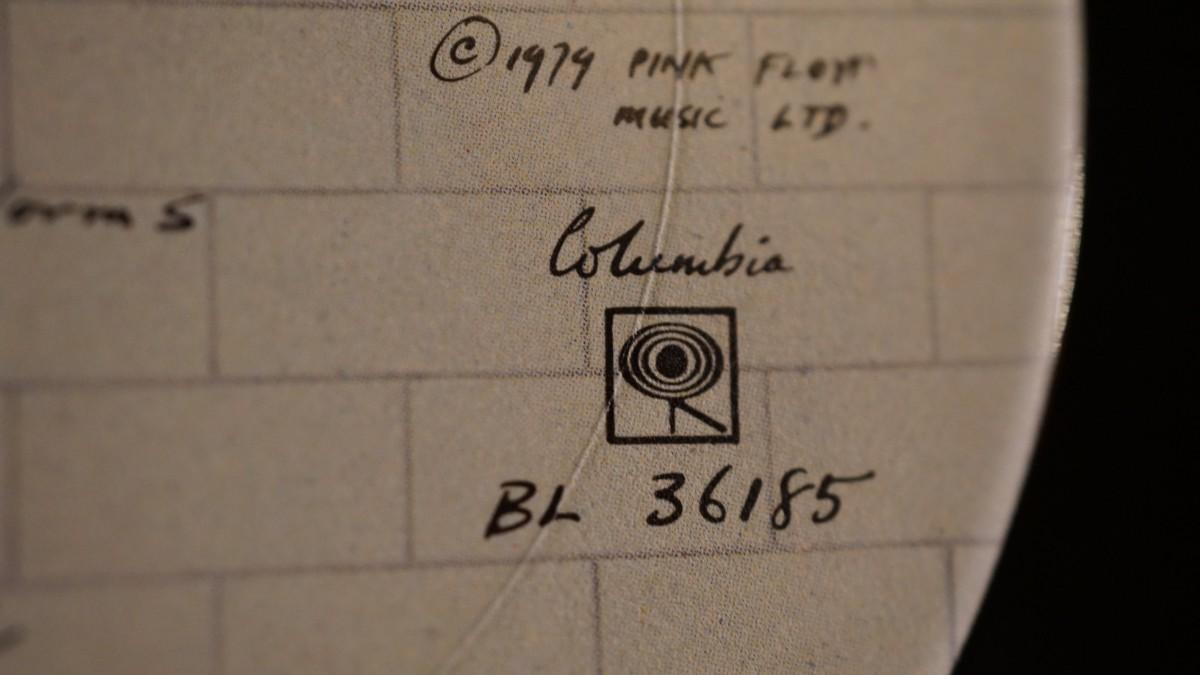 © 1979 PINK FLOYD
MUSIC LTD.
Columbia
BL 36185